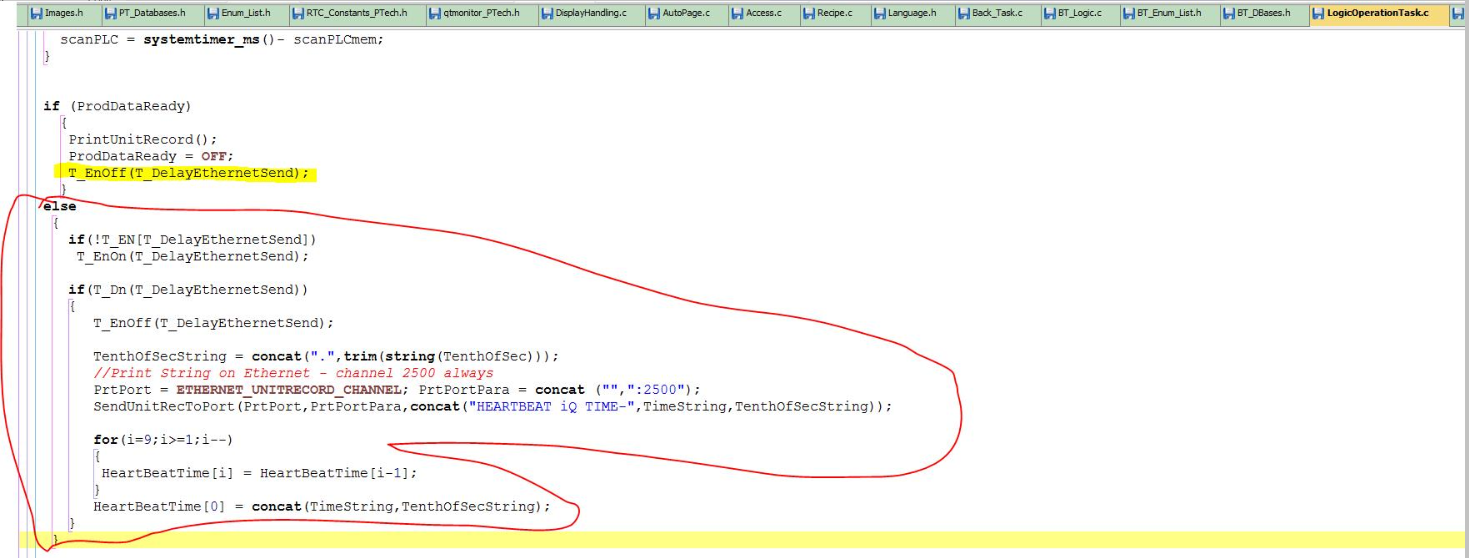 Images.h PT_Databases.h Enum_List.h RTC_Constants_PTech.h qtmonitor_PTech.h DisplayHandling.c AutoPage.c Access.c Recipe.c Language.h Back_Task.c BT_Logic.c BT_Enum_List.h BT_DBases.h LogicOperationTask.c
scanPLC = systemtimer_ms()- scanPLCmem;
}
if (ProdDataReady)
{
PrintUnitRecord();
ProdDataReady = OFF;
T_EnOff(T_DelayEthernetSend);
}
else
{
if(!T_EN[T_DelayEthernetSend])
T_EnOn(T_DelayEthernetSend);
if(T_Dn(T_DelayEthernetSend))
{
T_EnOff(T_DelayEthernetSend);
TenthOfSecString = concat(".",trim(string(TenthOfSec)));
//Print String on Ethernet - channel 2500 always
PrtPort = ETHERNET_UNITRECORD_CHANNEL; PrtPortPara = concat ("",":2500");
SendUnitRecToPort(PrtPort,PrtPortPara,concat("HEARTBEAT iQ TIME-",TimeString,TenthOfSecString));
for(i=9;i>=1;i--)
{
HeartBeatTime[i] = HeartBeatTime[i-1];
}
HeartBeatTime[0] = concat(TimeString,TenthOfSecString);
}
}